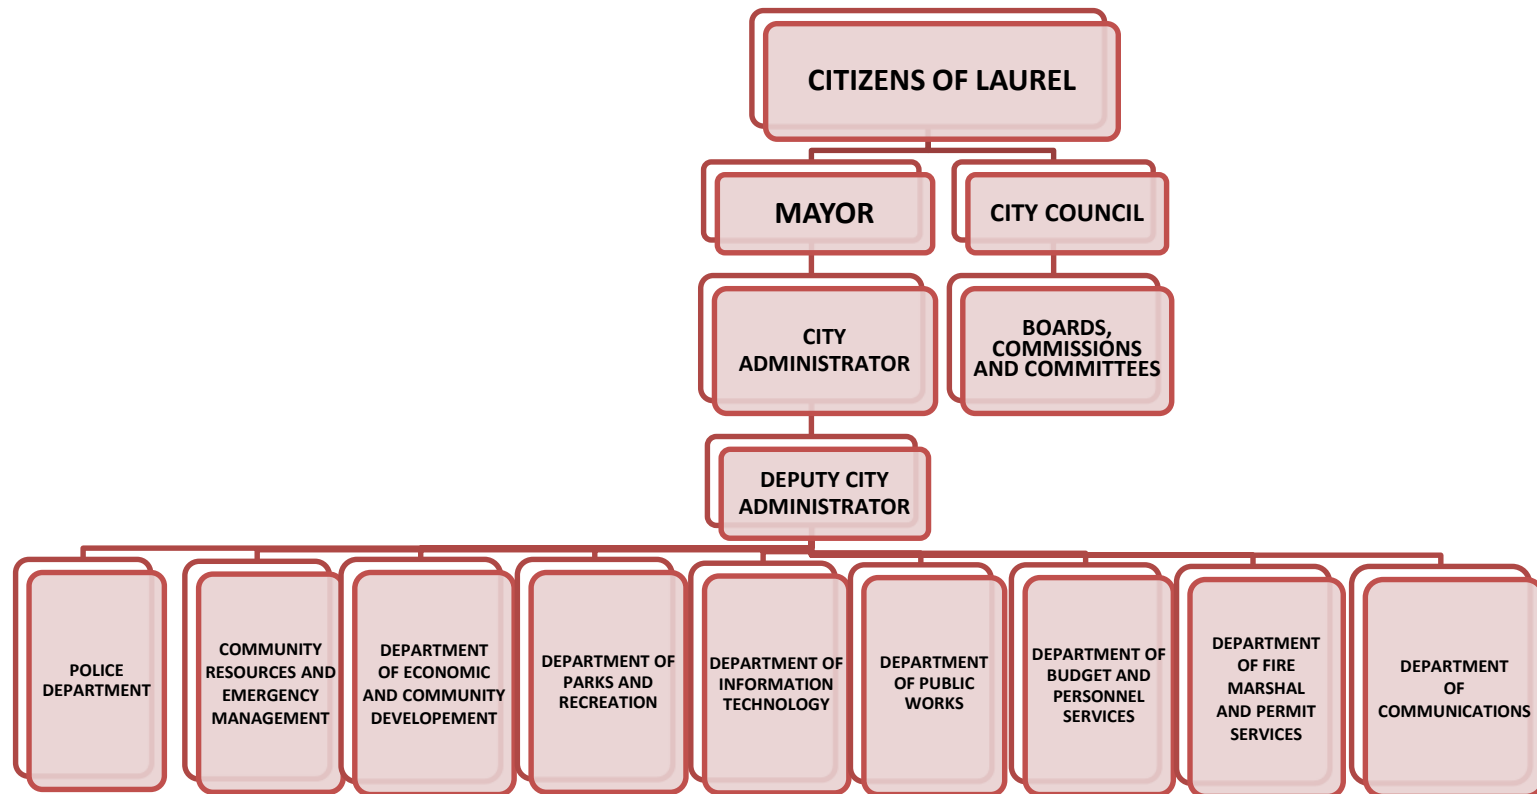 CITIZENS OF LAUREL
MAYOR
CITY COUNCIL
CITY
ADMINISTRATOR
BOARDS,
COMMISSIONS
AND COMMITTEES
DEPUTY CITY
ADMINISTRATOR
POLICE
DEPARTMENT
COMMUNITY
RESOURCES AND
EMERGENCY
MANAGEMENT
DEPARTMENT
OF ECONOMIC
AND COMMUNITY
DEVELOPEMENT
DEPARTMENT OF
PARKS AND
RECREATION
DEPARTMENT OF
INFORMATION
TECHNOLOGY
DEPARTMENT
OF PUBLIC
WORKS
DEPARTMENT OF
BUDGET AND
PERSONNEL
SERVICES
DEPARTMENT
OF FIRE
MARSHAL
AND PERMIT
SERVICES
DEPARTMENT
OF
COMMUNICATIONS